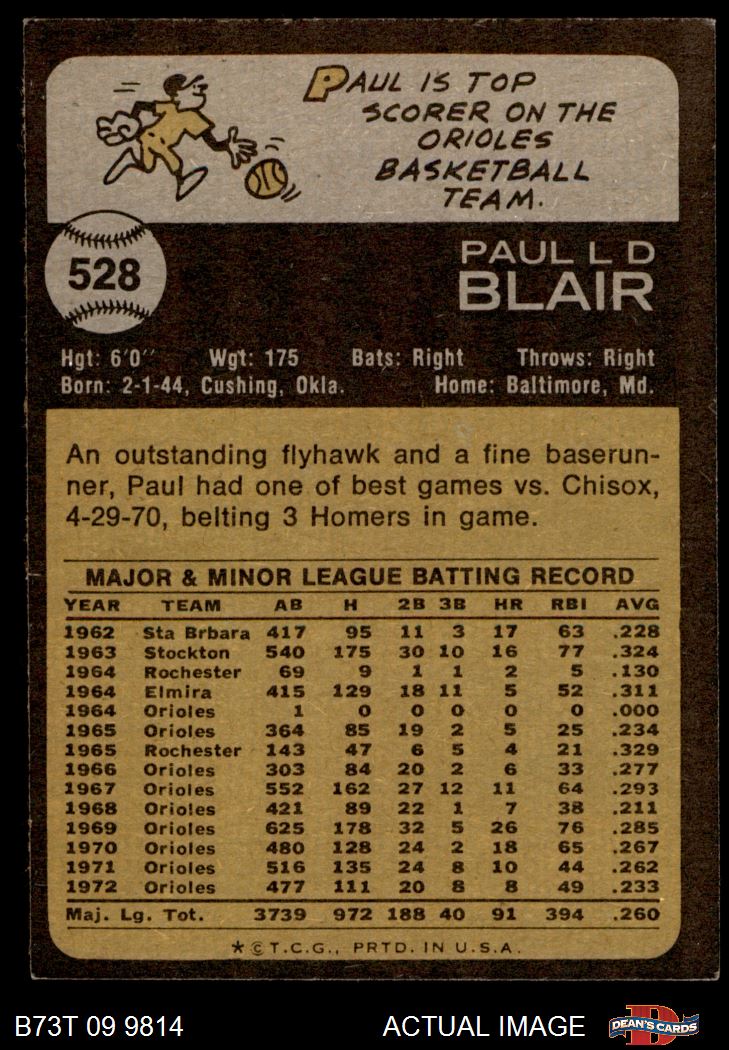 PAUL IS TOP
SCORER ON THE
ORIOLES
BASKETBALL
TEAM.
528
PAUL L D
BLAIR
Hgt: 6'0" Wgt: 175 Bats: Right Throws: Right
Born: 2-1-44, Cushing, Okla. Home: Baltimore, Md.
An outstanding flyhawk and a fine baserun-
ner, Paul had one of best games vs. Chisox,
4-29-70, belting 3 Homers in game.
MAJOR & MINOR LEAGUE BATTING RECORD
YEAR TEAM AB H 2B 3B HR RBI AVG
1962 Sta Brbara 417 95 11 3 17 63 .228
1963 Stockton 540 175 30 10 16 77 .324
1964 Rochester 69 9 1 1 2 5 .130
1964 Elmira 415 129 18 11 5 52 .311
1964 Orioles 1 0 0 0 0 0 .000
1965 Orioles 364 85 19 2 5 25 .234
1965 Rochester 143 47 6 5 4 21 .329
1966 Orioles 303 84 20 2 6 33 .277
1967 Orioles 552 162 27 12 11 64 .293
1968 Orioles 421 89 22 1 7 38 .211
1969 Orioles 625 178 32 5 26 76 .285
1970 Orioles 480 128 24 2 18 65 .267
1971 Orioles 516 135 24 8 10 44 .262
1972 Orioles 477 111 20 8 8 49 .233
Maj. Lg. Tot. 3739 972 188 40 91 394 .260
*© T.C.G., PRTD. IN U.S.A.
B73T 09 9814 ACTUAL IMAGE DEAN'S CARDS